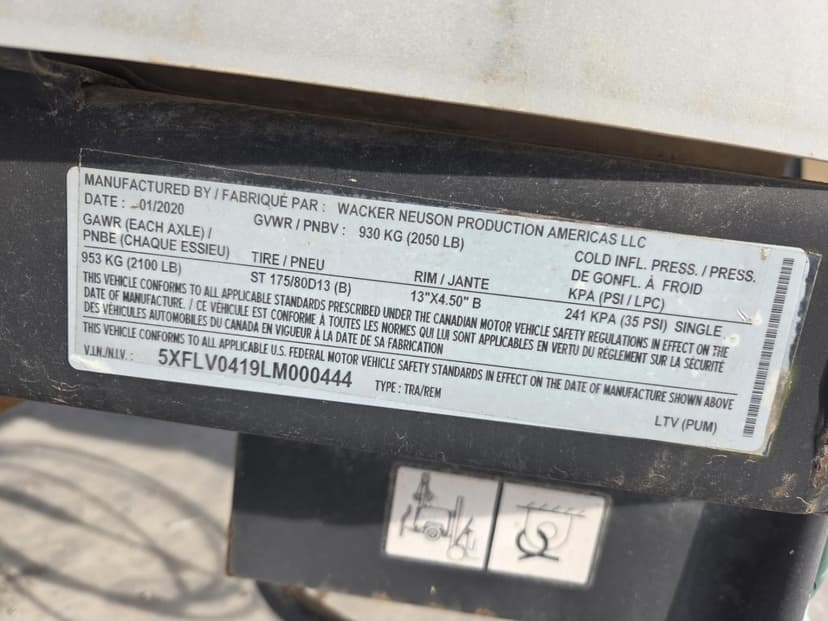 MANUFACTURED BY / FABRIQUÉ PAR : WACKER NEUSON PRODUCTION AMERICAS LLC
DATE : 01/2020 GVWR / PNBV : 930 KG (2050 LB)
GAWR (EACH AXLE) / PNBE (CHAQUE ESSIEU) TIRE / PNEU RIM / JANTE COLD INFL. PRESS. / PRESS. DE GONFL. À FROID KPA (PSI / LPC)
953 KG (2100 LB) ST 175/80D13 (B) 13"X4.50" B 241 KPA (35 PSI) SINGLE
THIS VEHICLE CONFORMS TO ALL APPLICABLE STANDARDS PRESCRIBED UNDER THE CANADIAN MOTOR VEHICLE SAFETY REGULATIONS IN EFFECT ON THE
DATE OF MANUFACTURE. / CE VÉHICULE EST CONFORME À TOUTES LES NORMES QUI LUI SONT APPLICABLES EN VERTU DU RÈGLEMENT SUR LA SÉCURITÉ
DES VÉHICULES AUTOMOBILES DU CANADA EN VIGUEUR À LA DATE DE SA FABRICATION
THIS VEHICLE CONFORMS TO ALL APPLICABLE U.S. FEDERAL MOTOR VEHICLE SAFETY STANDARDS IN EFFECT ON THE DATE OF MANUFACTURE SHOWN ABOVE
V.I.N./N.I.V. : 5XFLV0419LM000444 TYPE : TRA/REM
LTV (PUM)